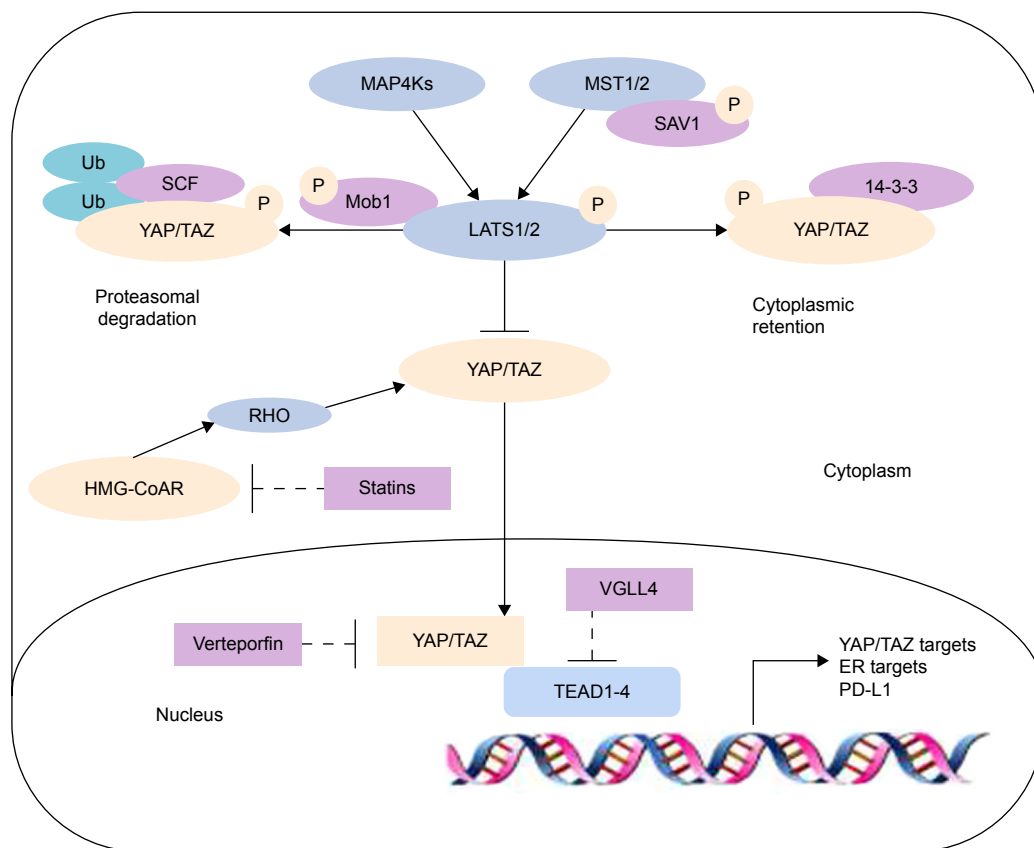 MAP4Ks
MST1/2
P
SAV1
Ub
SCF
Ub
P
YAP/TAZ
P
Mob1
LATS1/2
P
14-3-3
P
YAP/TAZ
Proteasomal
degradation
Cytoplasmic
retention
YAP/TAZ
RHO
HMG-CoAR
Statins
Cytoplasm
VGLL4
Verteporfin
YAP/TAZ
TEAD1-4
YAP/TAZ targets
ER targets
PD-L1
Nucleus